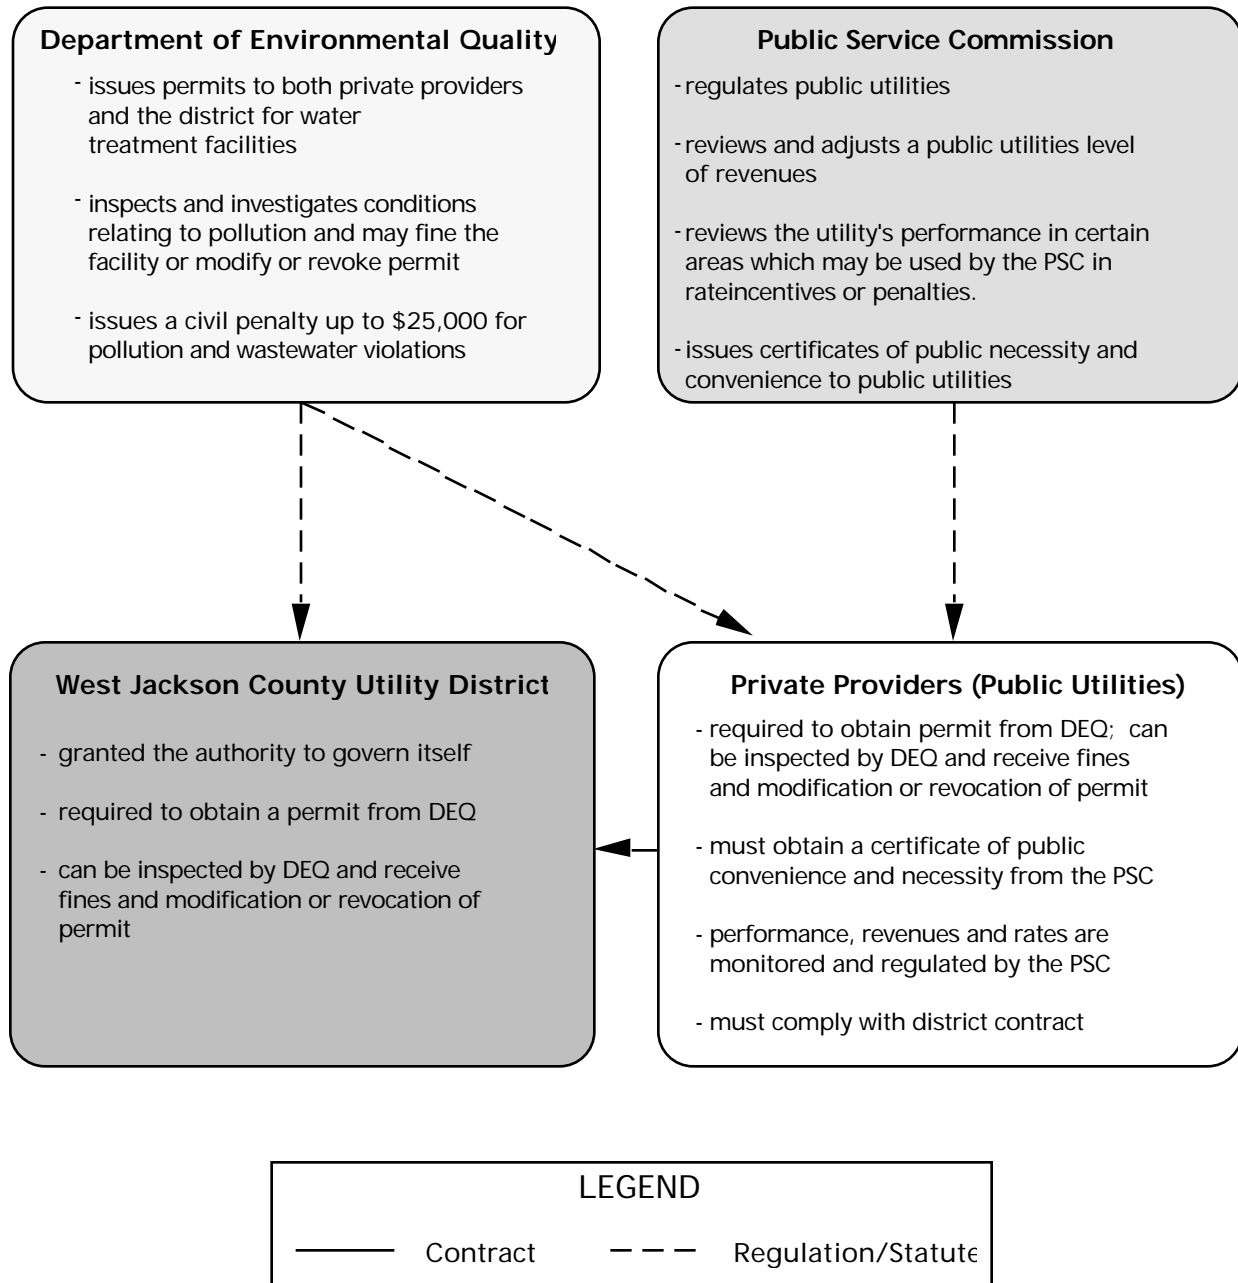 Department of Environmental Quality
- issues permits to both private providers
and the district for water
treatment facilities
- inspects and investigates conditions
relating to pollution and may fine the
facility or modify or revoke permit
- issues a civil penalty up to $25,000 for
pollution and wastewater violations
Public Service Commission
- regulates public utilities
- reviews and adjusts a public utilities level
of revenues
- reviews the utility's performance in certain
areas which may be used by the PSC in
rateincentives or penalties.
- issues certificates of public necessity and
convenience to public utilities
West Jackson County Utility District
- granted the authority to govern itself
- required to obtain a permit from DEQ
- can be inspected by DEQ and receive
fines and modification or revocation of
permit
Private Providers (Public Utilities)
- required to obtain permit from DEQ; can
be inspected by DEQ and receive fines
and modification or revocation of permit
- must obtain a certificate of public
convenience and necessity from the PSC
- performance, revenues and rates are
monitored and regulated by the PSC
- must comply with district contract
LEGEND
Contract
Regulation/Statute